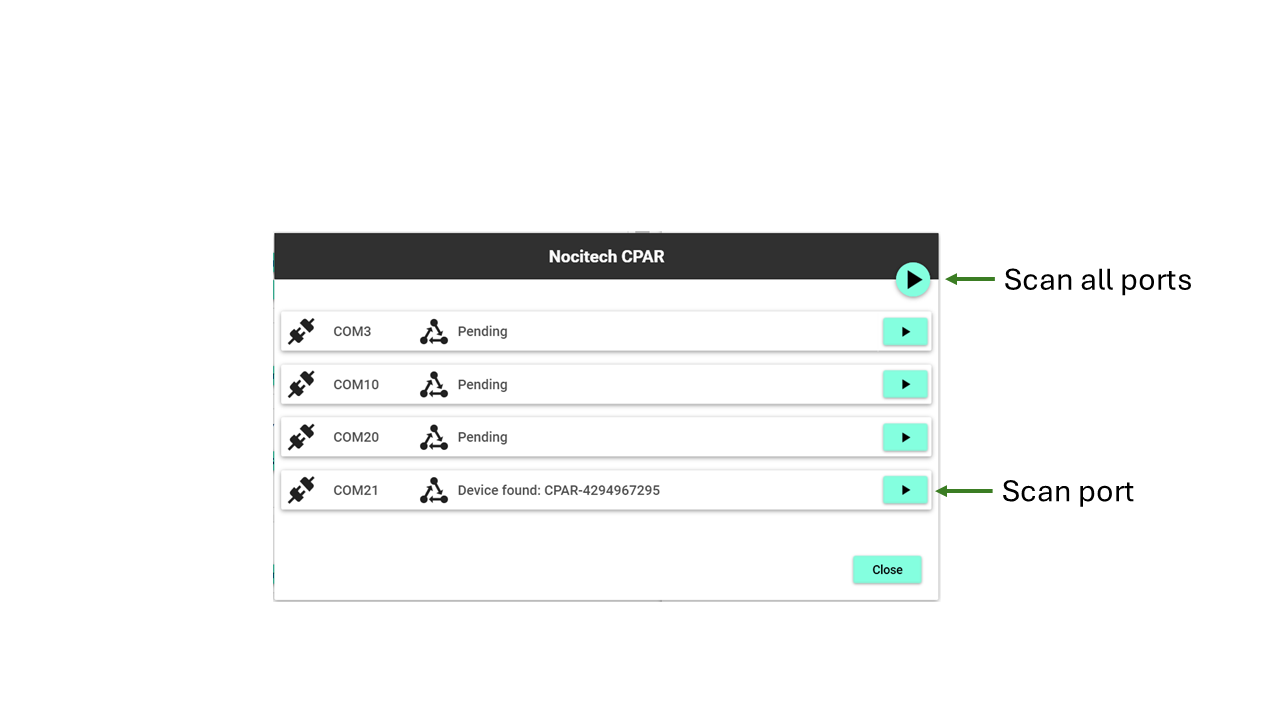 Nocitech CPAR
Scan all ports
COM3 Pending
COM10 Pending
COM20 Pending
COM21 Device found: CPAR-4294967295
Scan port
Close